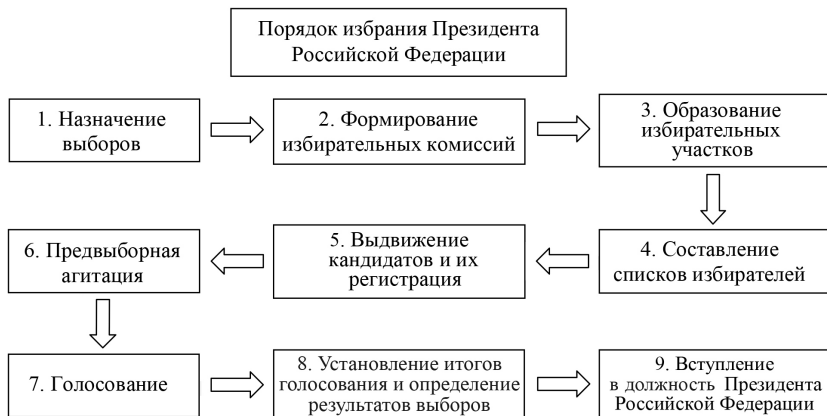 Порядок избрания Президента
Российской Федерации
1. Назначение
выборов
2. Формирование
избирательных комиссий
3. Образование
избирательных
участков
6. Предвыборная
агитация
5. Выдвижение
кандидатов и их
регистрация
4. Составление
списков избирателей
7. Голосование
8. Установление итогов
голосования и определение
результатов выборов
9. Вступление
в должность Президента
Российской Федерации